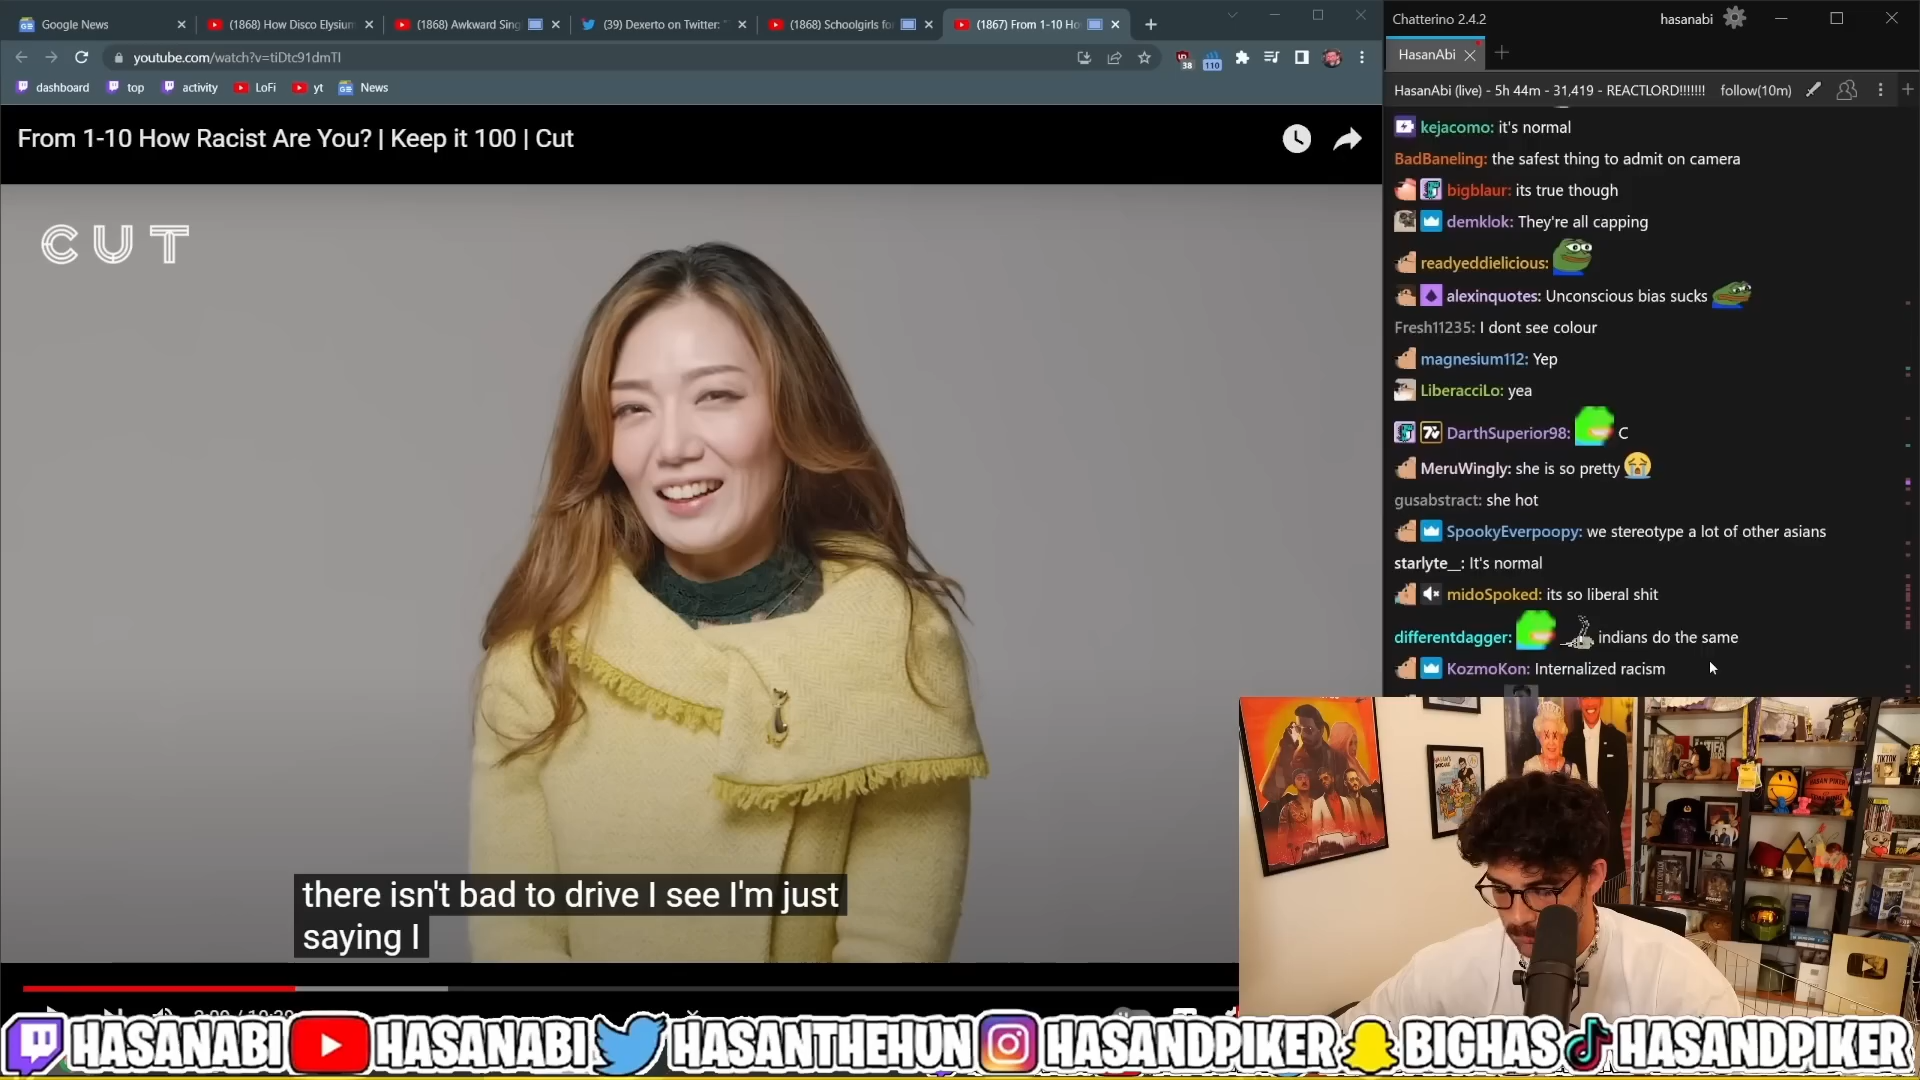 Google News
(1868) How Disco Elysium
(1868) Awkward Sing
(39) Dexerto on Twitter: "
(1868) Schoolgirls fo
(1867) From 1-10 Ho
youtube.com/watch?v=tiDtc91dmTI
38
110
dashboard
top
activity
LoFi
yt
News
From 1-10 How Racist Are You? | Keep it 100 | Cut
CUT
there isn't bad to drive I see I'm just
saying I
Chatterino 2.4.2
hasanabi
HasanAbi
HasanAbi (live) - 5h 44m - 31,419 - REACTLORD!!!!!!!
follow(10m)
kejacomo: it's normal
BadBaneling: the safest thing to admit on camera
bigblaur: its true though
demklok: They're all capping
readyeddielicious:
alexinquotes: Unconscious bias sucks
Fresh11235: I dont see colour
magnesium112: Yep
LiberacciLo: yea
DarthSuperior98: C
MeruWingly: she is so pretty
gusabstract: she hot
SpookyEverpoopy: we stereotype a lot of other asians
starlyte__: It's normal
midoSpoked: its so liberal shit
differentdagger: indians do the same
KozmoKon: Internalized racism
TIKTOK
HASAN PIKER
HASANABI
HASANABI
HASANTHEHUN
HASANDPIKER
BIGHAS
HASANDPIKER